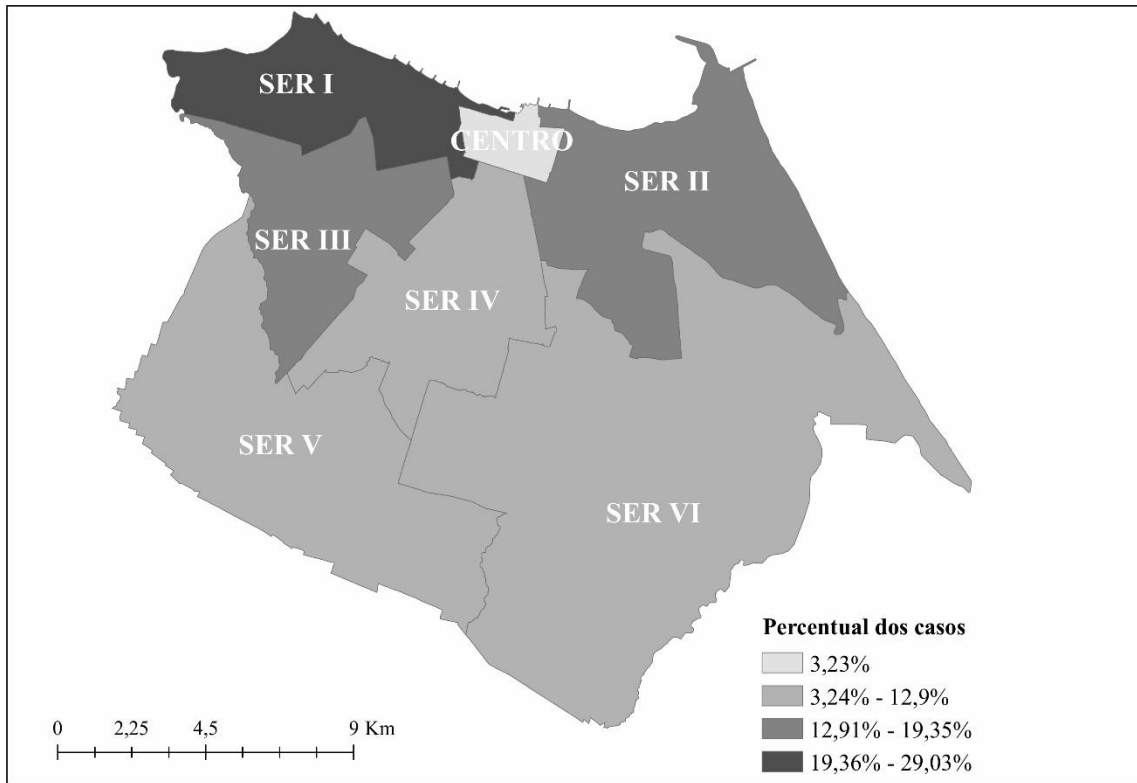 SER I
CENTRO
SER II
SER III
SER IV
SER V
SER VI
Percentual dos casos
3,23%
3,24% - 12,9%
12,91% - 19,35%
19,36% - 29,03%
0 2,25 4,5 9 Km